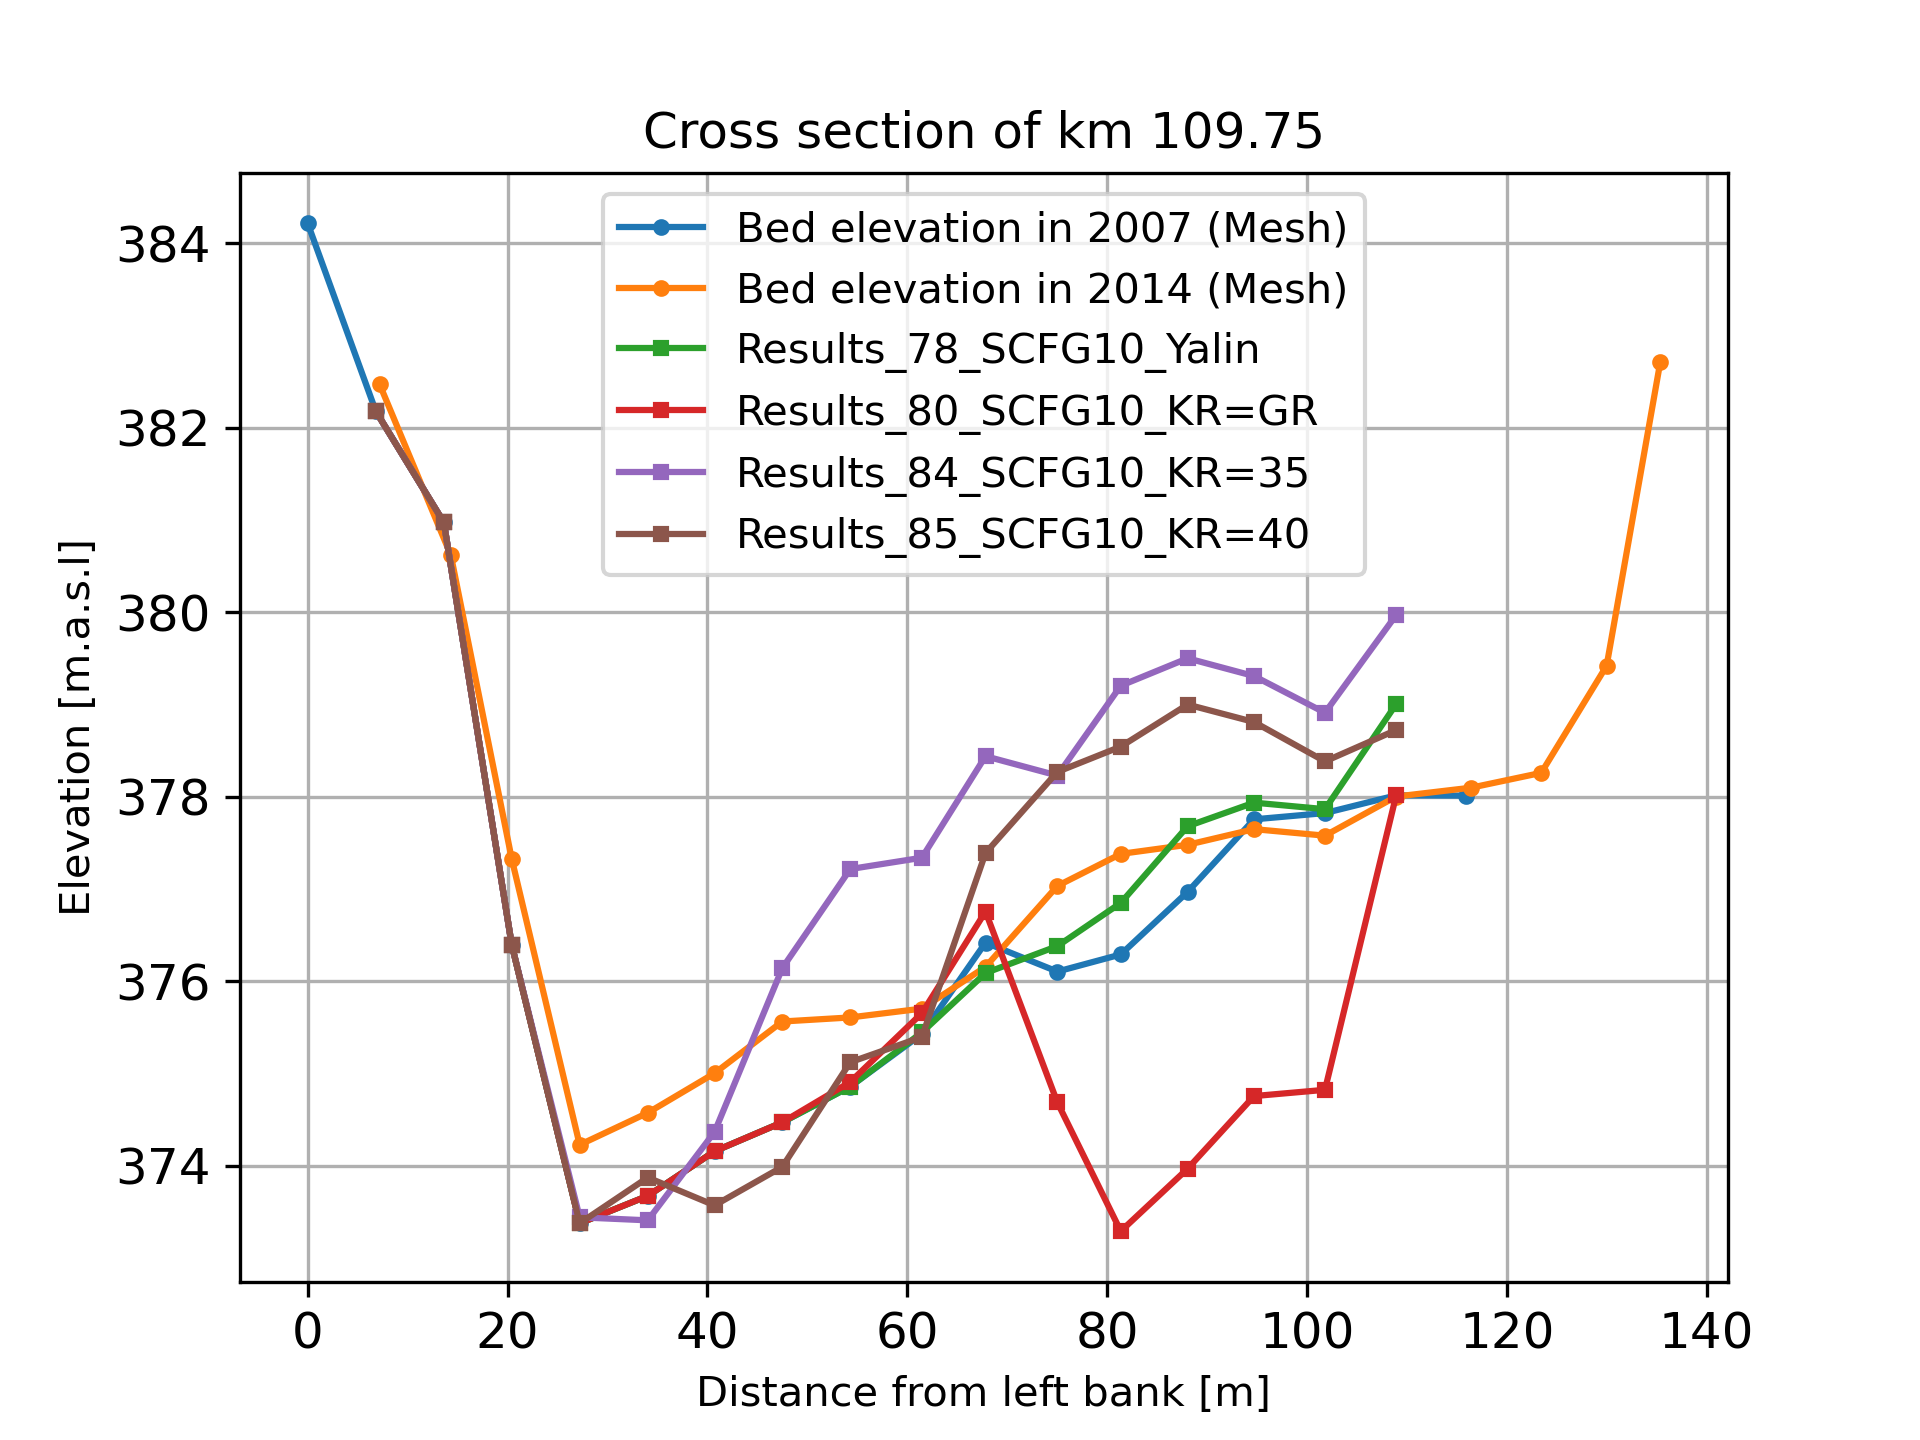 Cross section of km 109.75
Bed elevation in 2007 (Mesh)
Bed elevation in 2014 (Mesh)
Results_78_SCFG10_Yalin
Results_80_SCFG10_KR=GR
Results_84_SCFG10_KR=35
Results_85_SCFG10_KR=40
Elevation [m.a.s.l]
384
382
380
378
376
374
0 20 40 60 80 100 120 140
Distance from left bank [m]